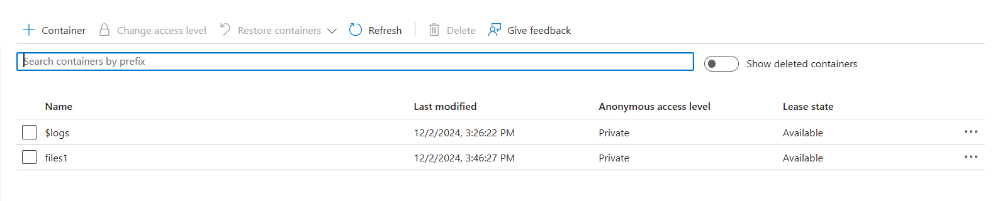 Container Change access level Restore containers Refresh Delete Give feedback
Search containers by prefix Show deleted containers
Name Last modified Anonymous access level Lease state
$logs 12/2/2024, 3:26:22 PM Private Available
files1 12/2/2024, 3:46:27 PM Private Available